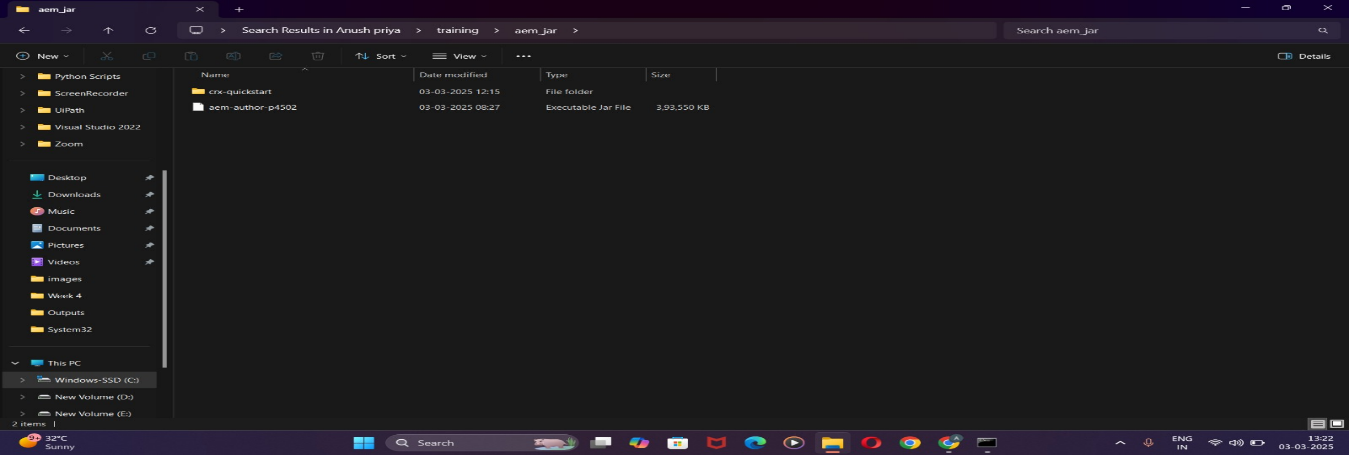 aem_jar
Search Results in Anush priya > training > aem_jar >
Search aem_jar
New
Sort
View
Details
Python Scripts
ScreenRecorder
UiPath
Visual Studio 2022
Zoom
Desktop
Downloads
Music
Documents
Pictures
Videos
images
Week 4
Outputs
System32
This PC
Windows-SSD (C:)
New Volume (D:)
New Volume (E:)
Name Date modified Type Size
crx-quickstart 03-03-2025 12:15 File folder
aem-author-p4502 03-03-2025 08:27 Executable Jar File 3,93,550 KB
2 items
9+
32°C
Sunny
Search
ENG
IN
13:22
03-03-2025